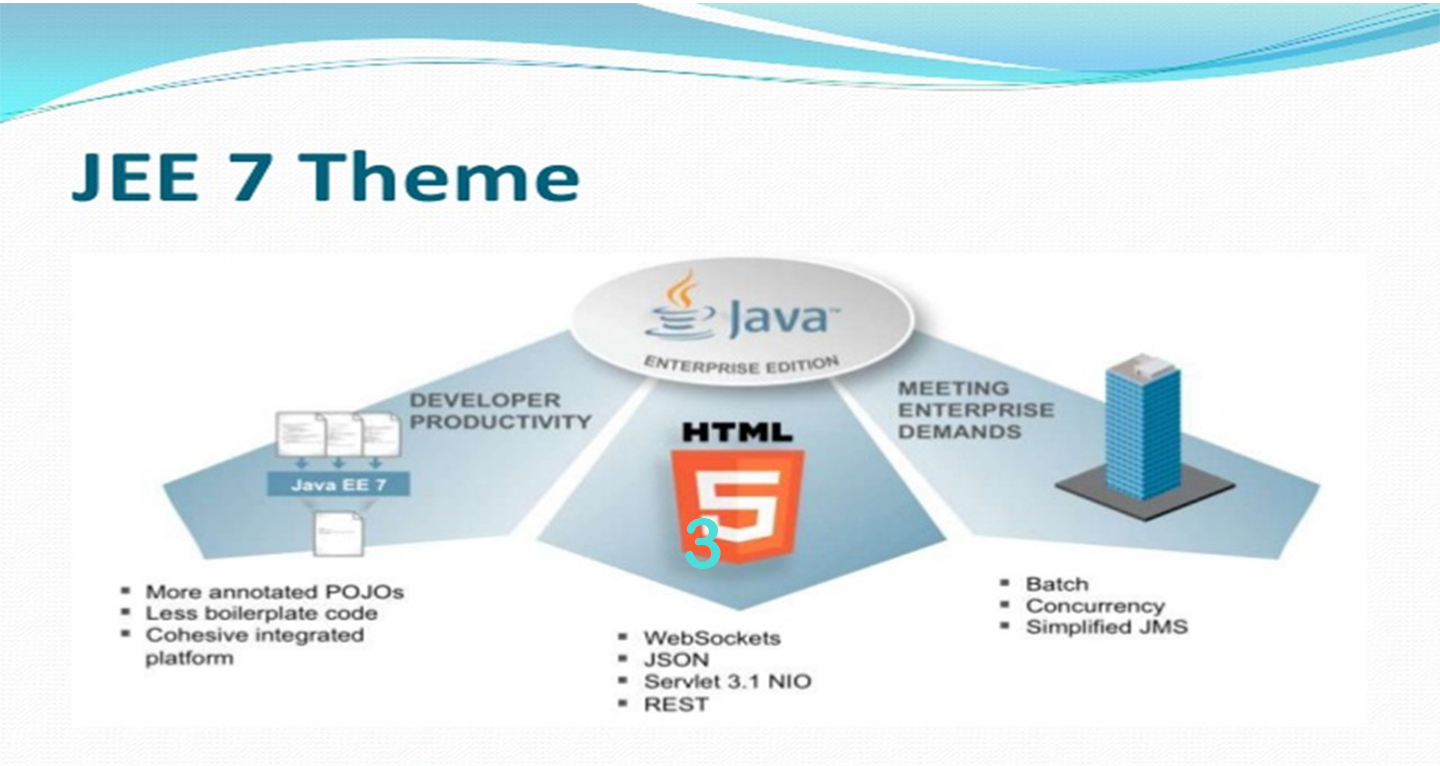 JEE 7 Theme
Java™
ENTERPRISE EDITION
DEVELOPER
PRODUCTIVITY
Java EE 7
HTML
5
3
MEETING
ENTERPRISE
DEMANDS
▪ More annotated POJOs
▪ Less boilerplate code
▪ Cohesive integrated
platform
▪ WebSockets
▪ JSON
▪ Servlet 3.1 NIO
▪ REST
▪ Batch
▪ Concurrency
▪ Simplified JMS